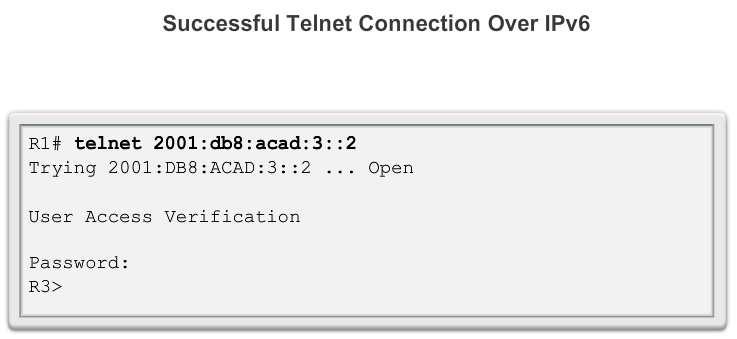 Successful Telnet Connection Over IPv6
R1# telnet 2001:db8:acad:3::2
Trying 2001:DB8:ACAD:3::2 ... Open
User Access Verification
Password:
R3>